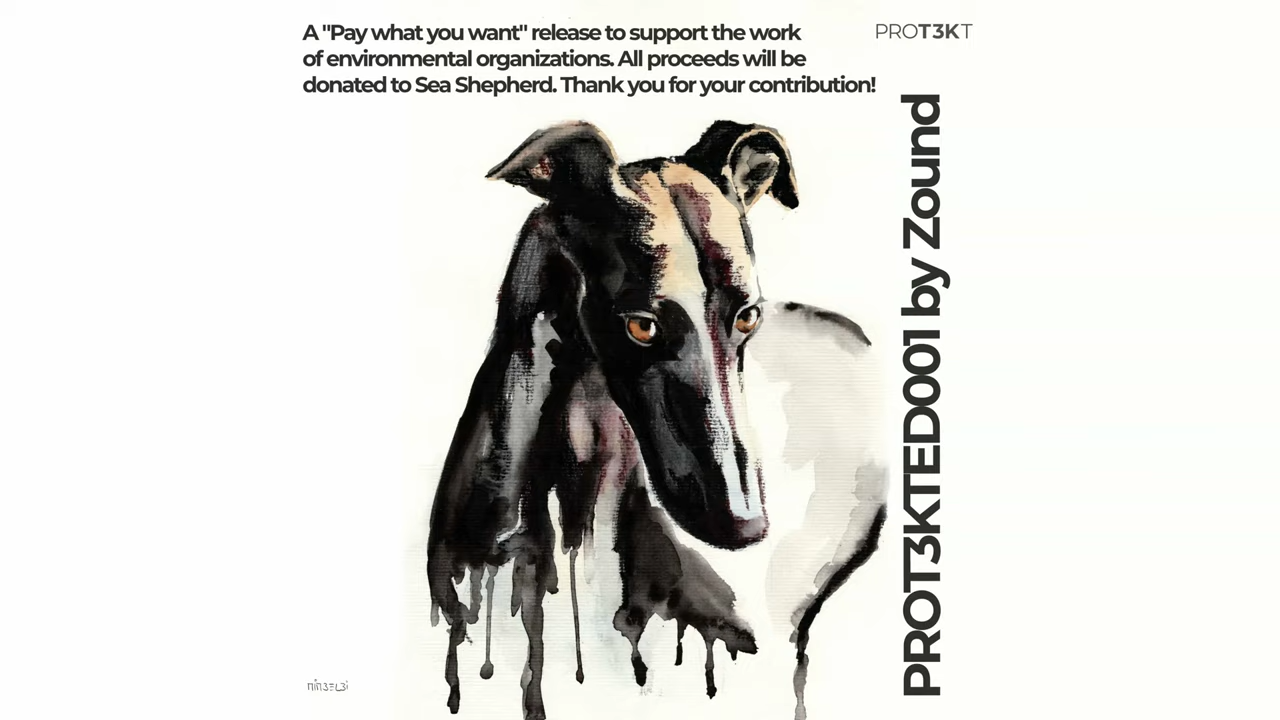 A "Pay what you want" release to support the work
of environmental organizations. All proceeds will be
donated to Sea Shepherd. Thank you for your contribution!
PROT3KT
PROT3KTED001 by Zound